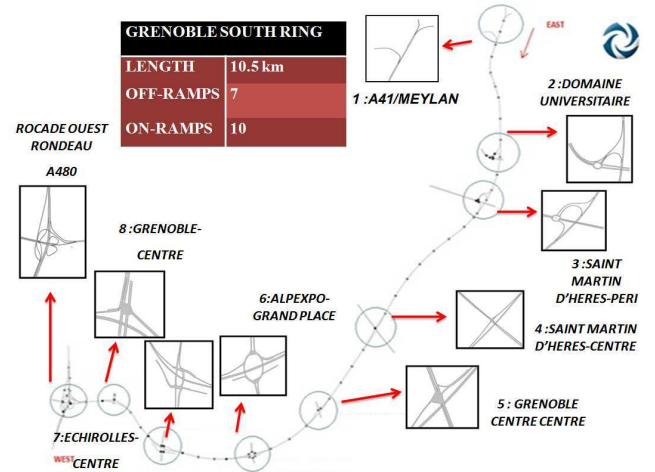 GRENOBLE SOUTH RING
LENGTH 10.5 km
OFF-RAMPS 7
ON-RAMPS 10
EAST
1 :A41/MEYLAN
2 :DOMAINE
UNIVERSITAIRE
ROCADE OUEST
RONDEAU
A480
8 :GRENOBLE-
CENTRE
3 :SAINT
MARTIN
D'HERES-PERI
6 :ALPEXPO-
GRAND PLACE
4 :SAINT MARTIN
D'HERES-CENTRE
5 : GRENOBLE
CENTRE CENTRE
7:ECHIROLLES-
CENTRE
WEST